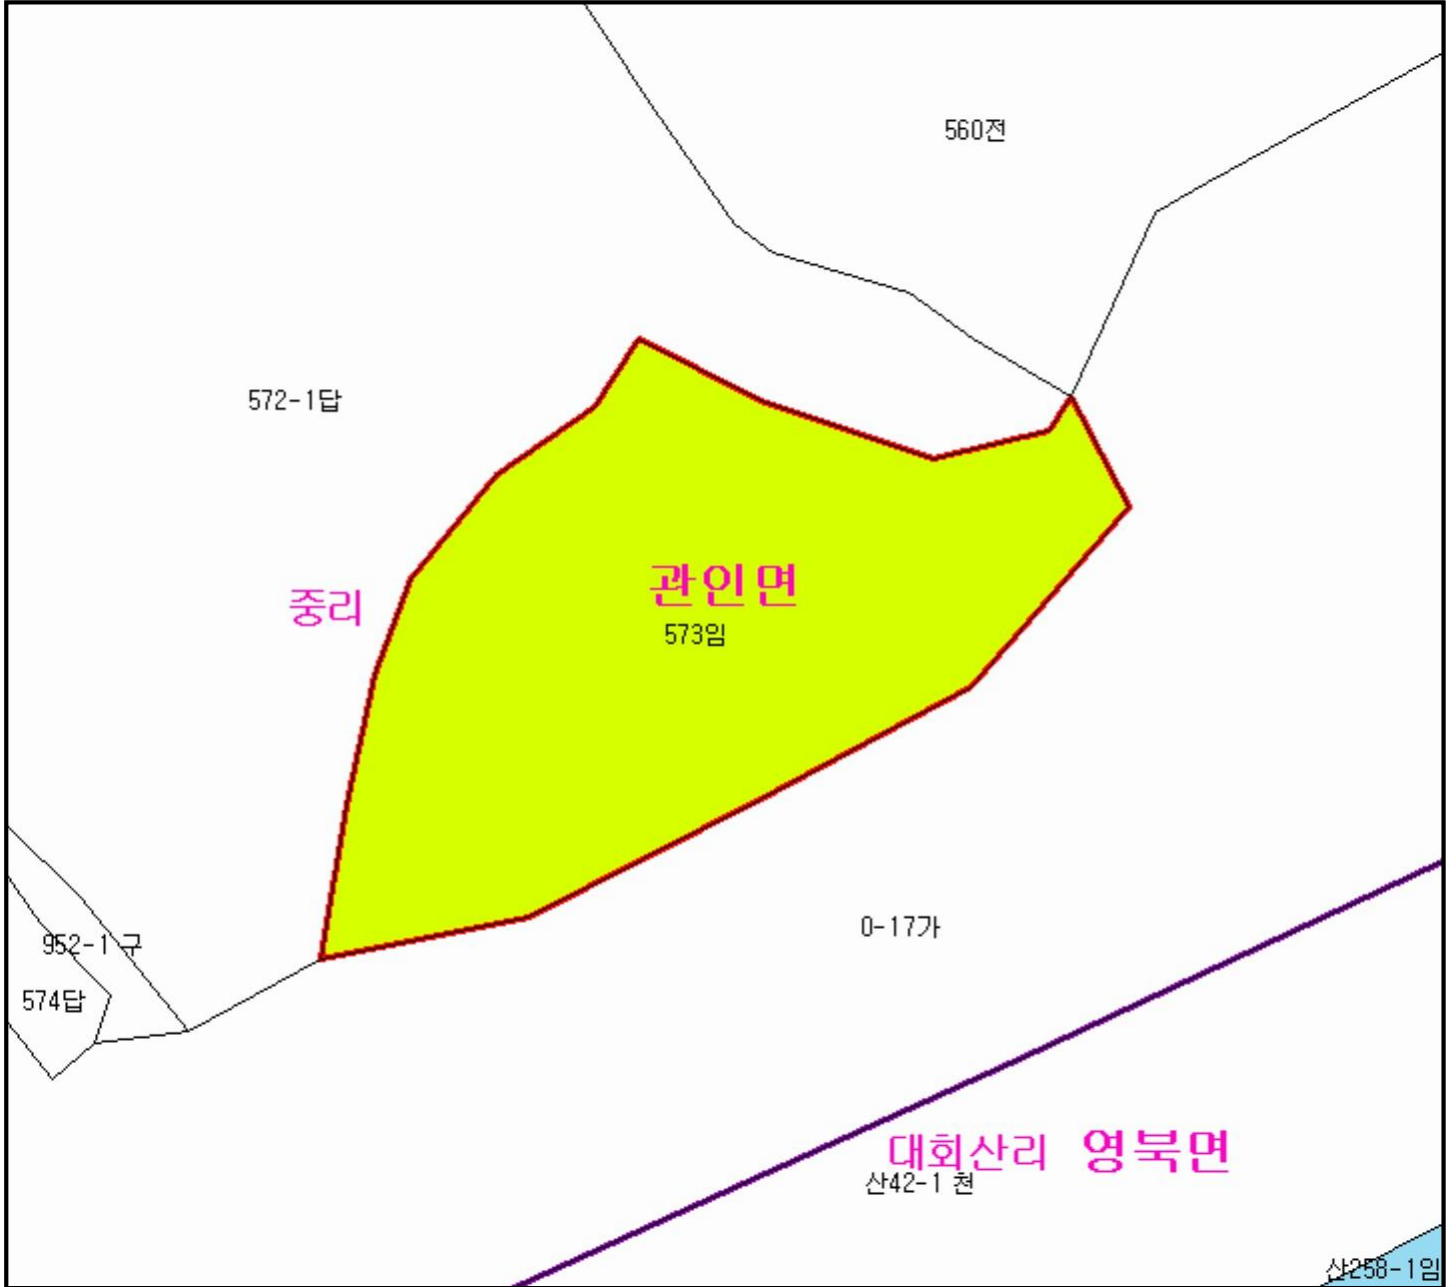 560전
572-1답
관인면
중리
573임
0-17가
952-1 구
574답
대회산리 영북면
산42-1 천
산258-1임